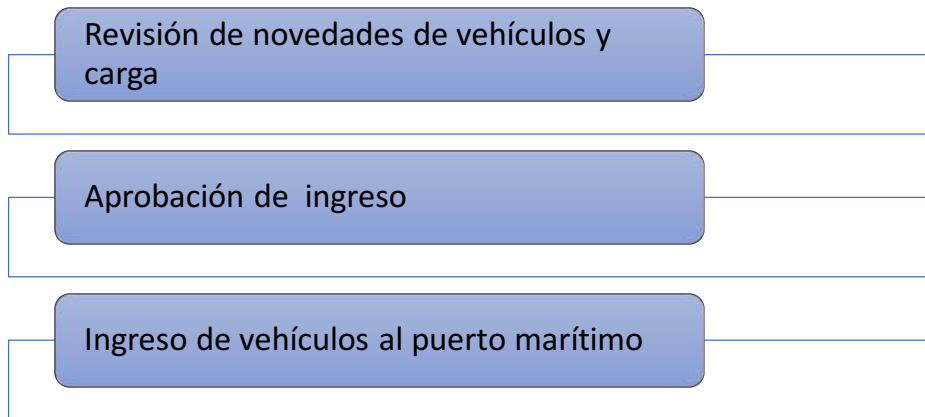 Revisión de novedades de vehículos y
carga
Aprobación de  ingreso
Ingreso de vehículos al puerto marítimo